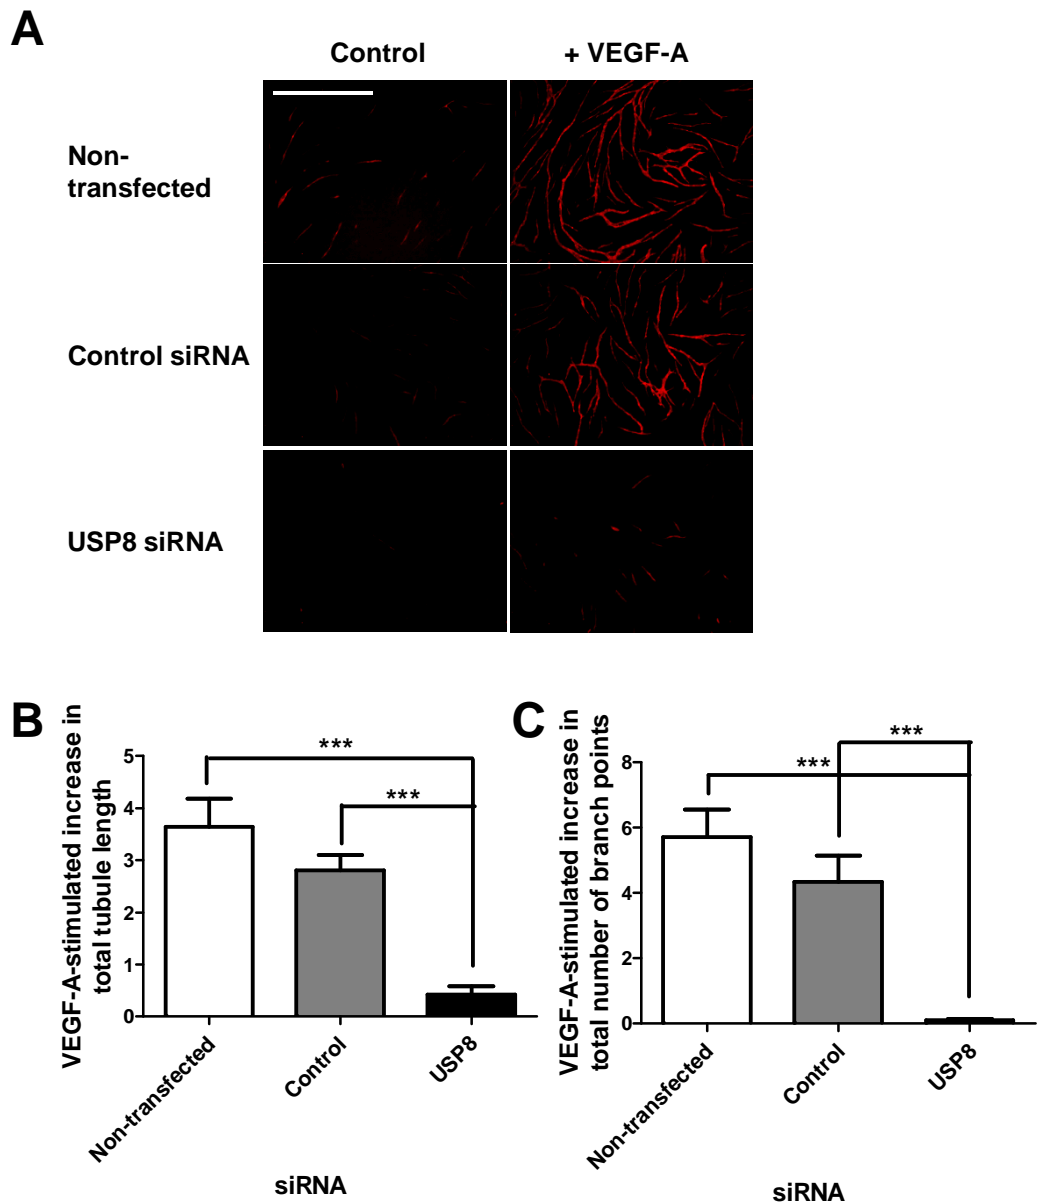 A
Control
+ VEGF-A
Non-
transfected
Control siRNA
USP8 siRNA
B
VEGF-A-stimulated increase in
total tubule length
5
4
3
2
1
0
***
***
Non-transfected
Control
USP8
siRNA
C
VEGF-A-stimulated increase in
total number of branch points
8
6
4
2
0
***
***
Non-transfected
Control
USP8
siRNA